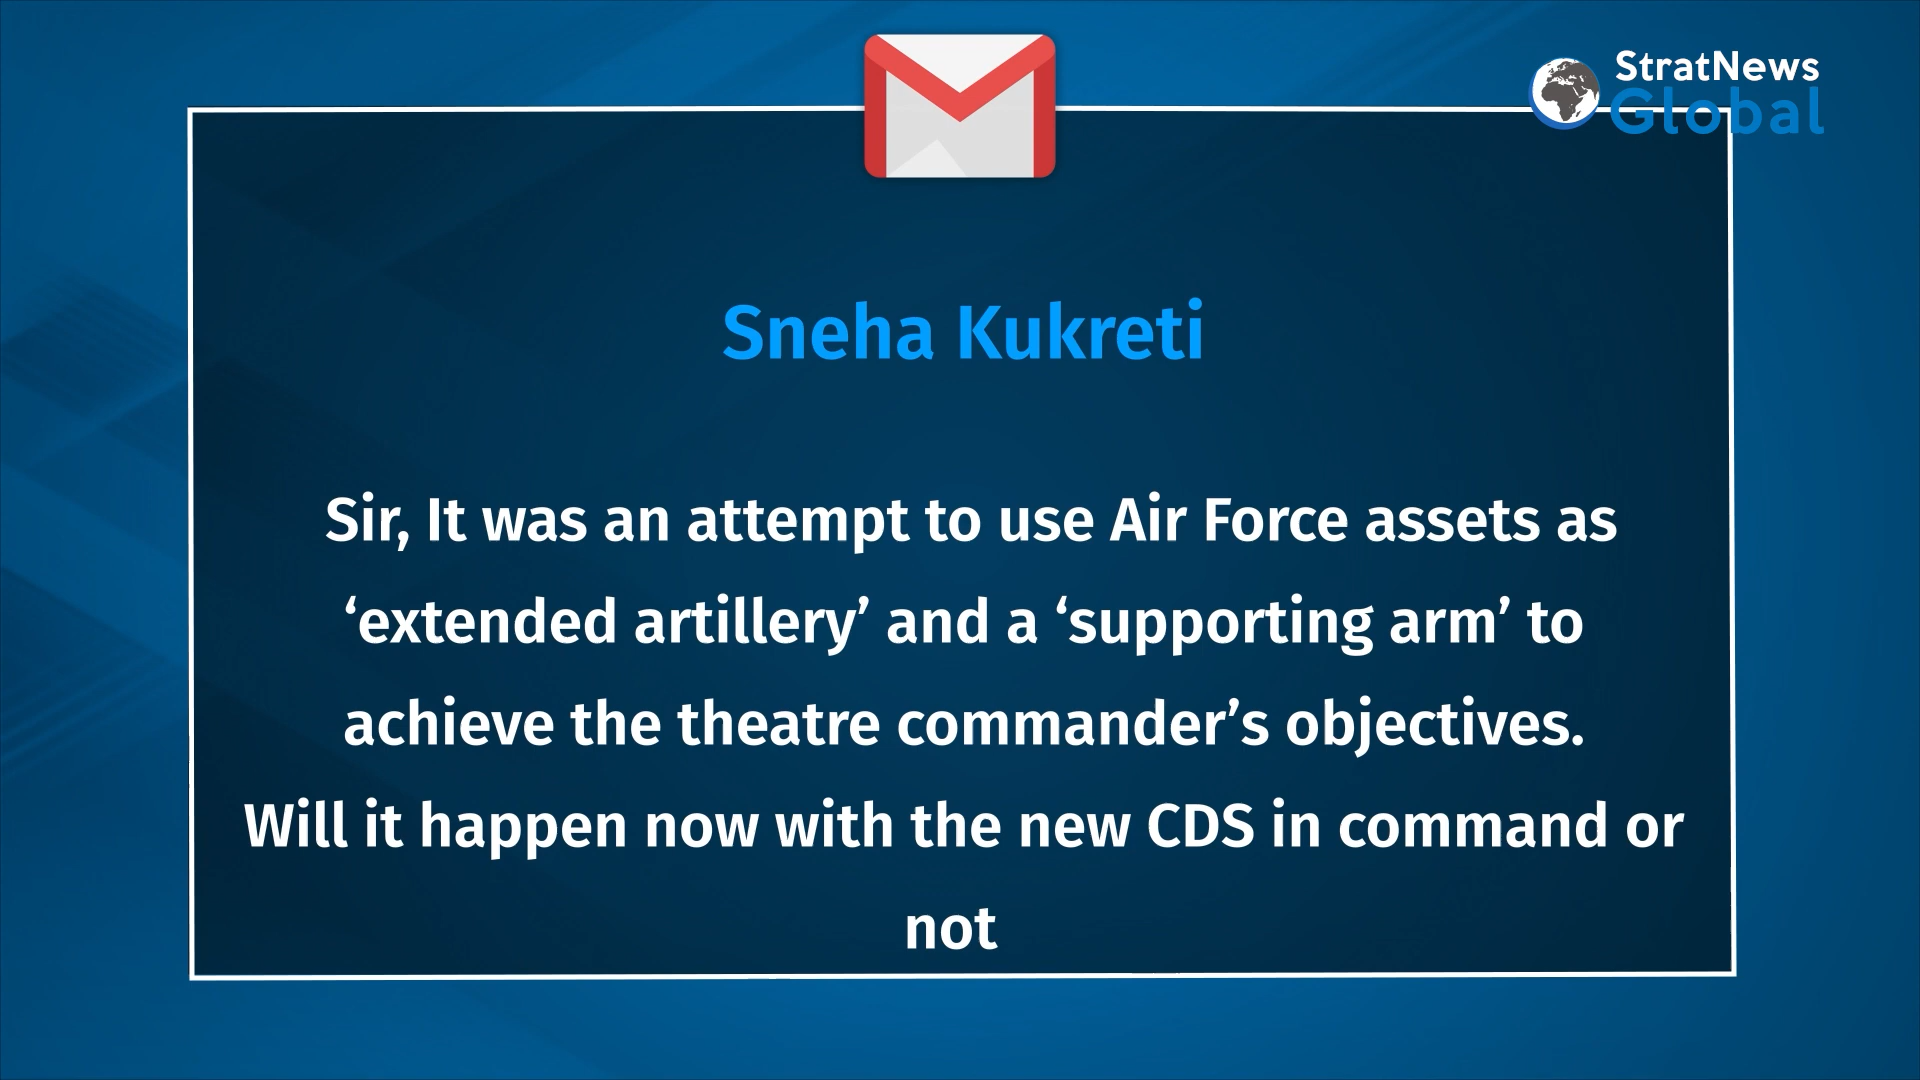 StratNews
Global
Sneha Kukreti
Sir, It was an attempt to use Air Force assets as
‘extended artillery’ and a ‘supporting arm’ to
achieve the theatre commander’s objectives.
Will it happen now with the new CDS in command or
not